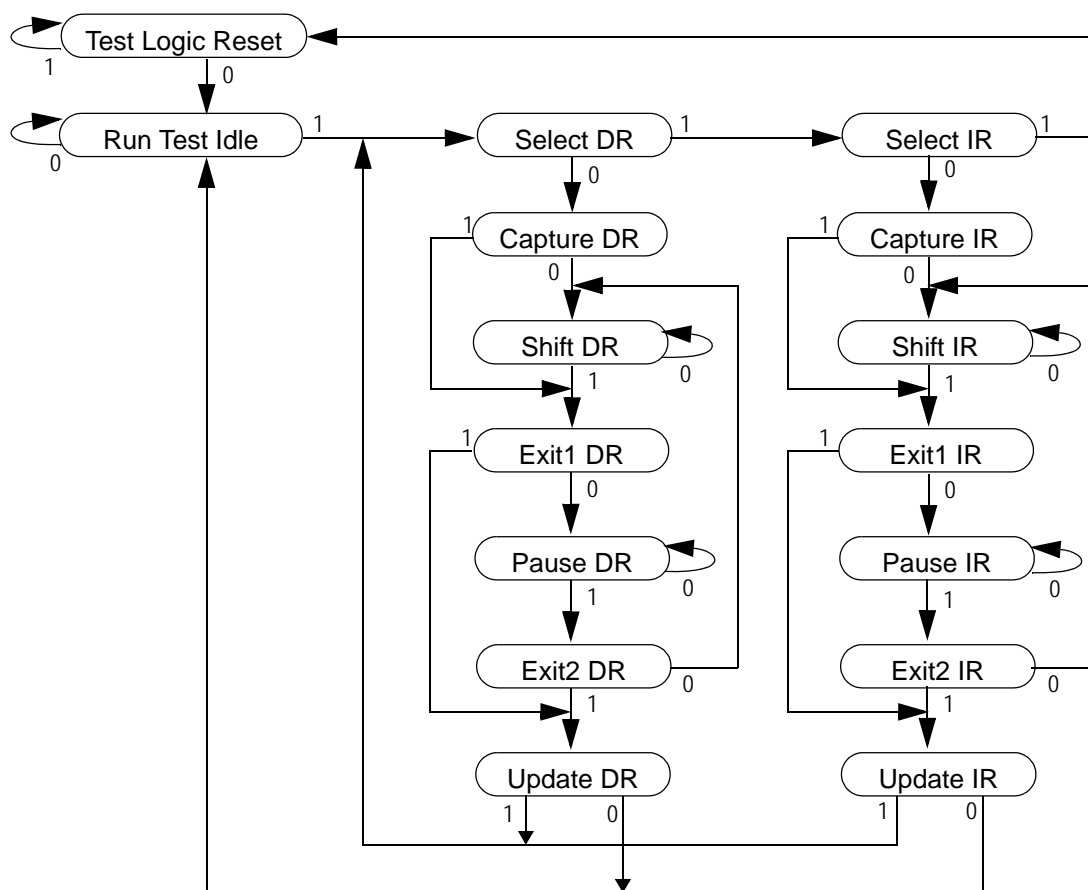 Test Logic Reset
1
0
Run Test Idle
1
0
Select DR
1
0
Select IR
1
0
Capture DR
1
0
Capture IR
1
0
Shift DR
0
1
Shift IR
0
1
Exit1 DR
1
0
Exit1 IR
1
0
Pause DR
0
1
Pause IR
0
1
Exit2 DR
0
1
Exit2 IR
0
1
Update DR
1
0
Update IR
1
0